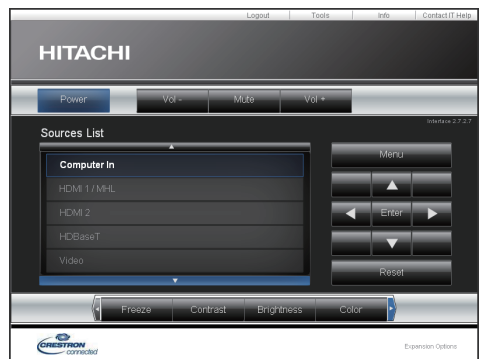 Logout Tools Info Contact IT Help
HITACHI
Power Vol - Mute Vol +
Interface 2.7.2.7
Sources List
Computer In
HDMI 1 / MHL
HDMI 2
HDBaseT
Video
Menu
Enter
Reset
Freeze Contrast Brightness Color
CRESTRON
connected
Expansion Options